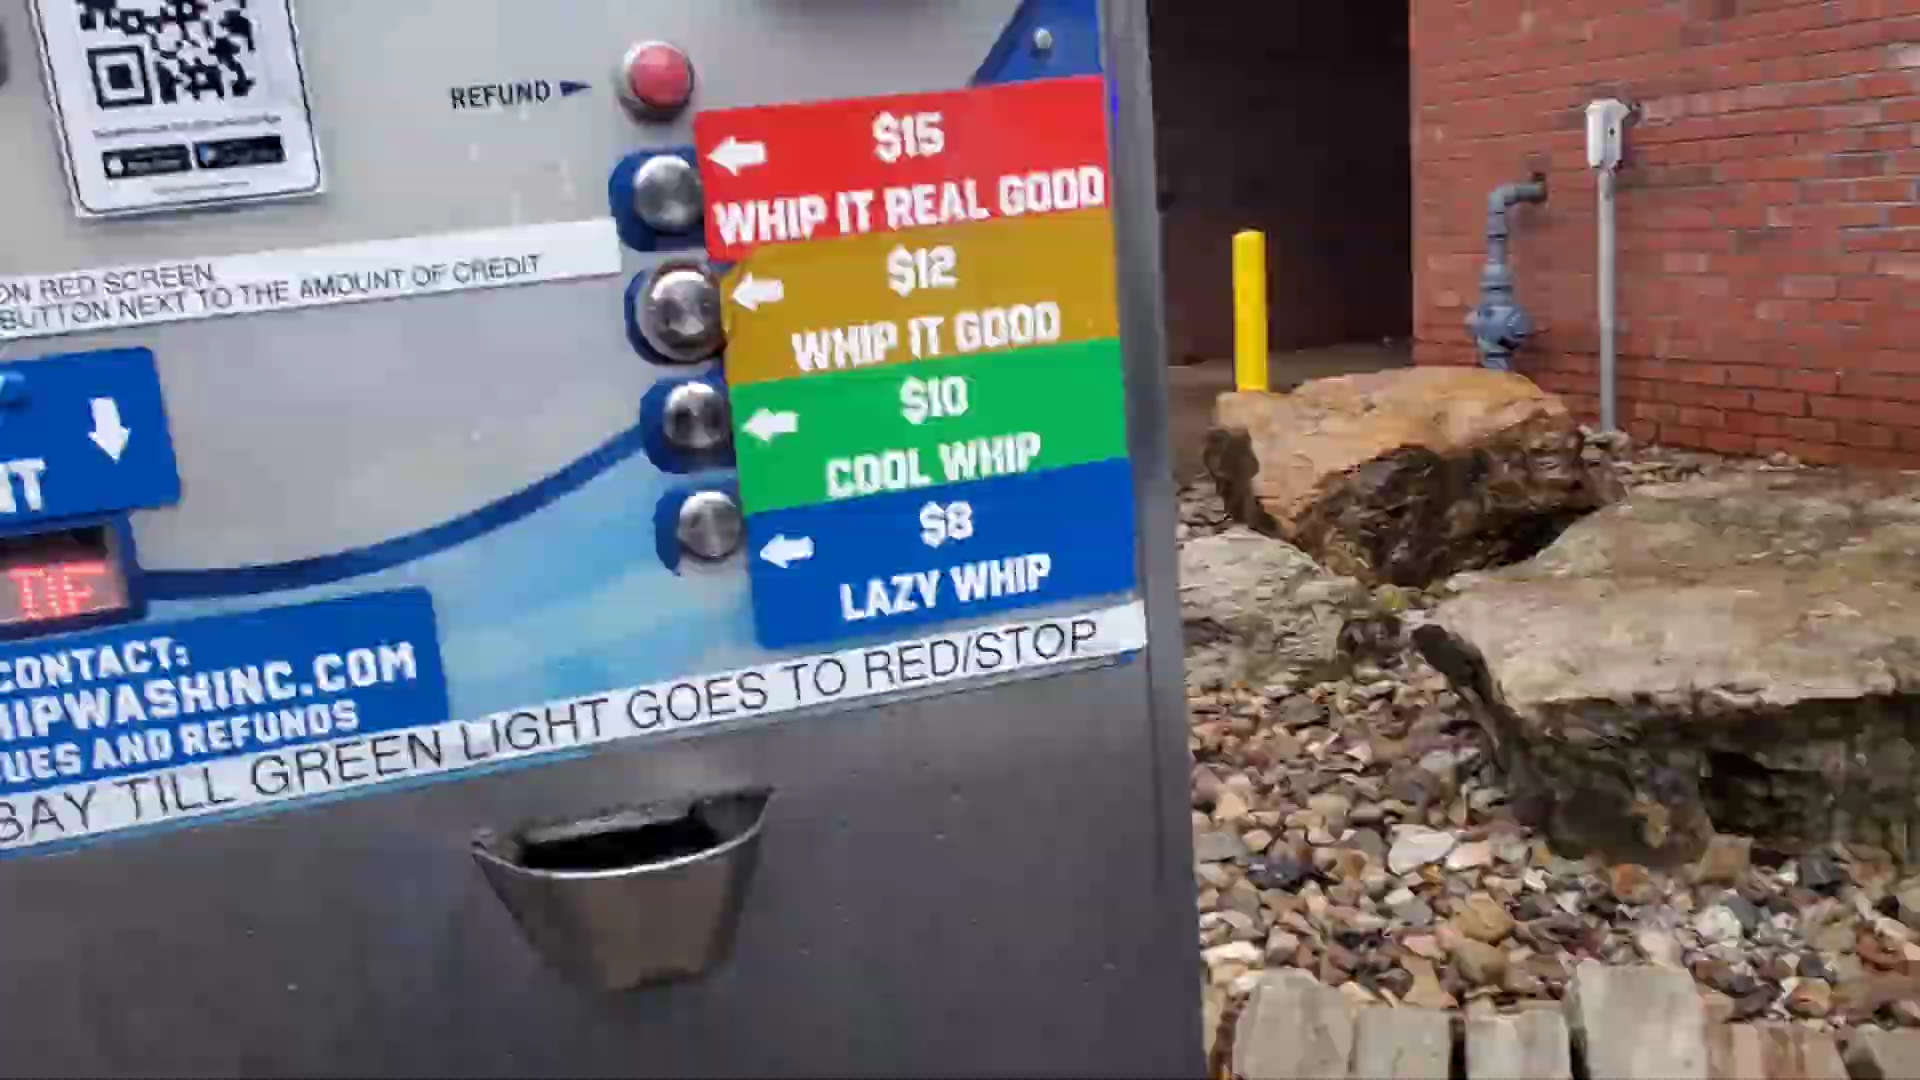 REFUND
$15
WHIP IT REAL GOOD
ON RED SCREEN
BUTTON NEXT TO THE AMOUNT OF CREDIT
$12
WHIP IT GOOD
$10
COOL WHIP
NT
$8
LAZY WHIP
CONTACT:
HIPWASHINC.COM
UES AND REFUNDS
BAY TILL GREEN LIGHT GOES TO RED/STOP